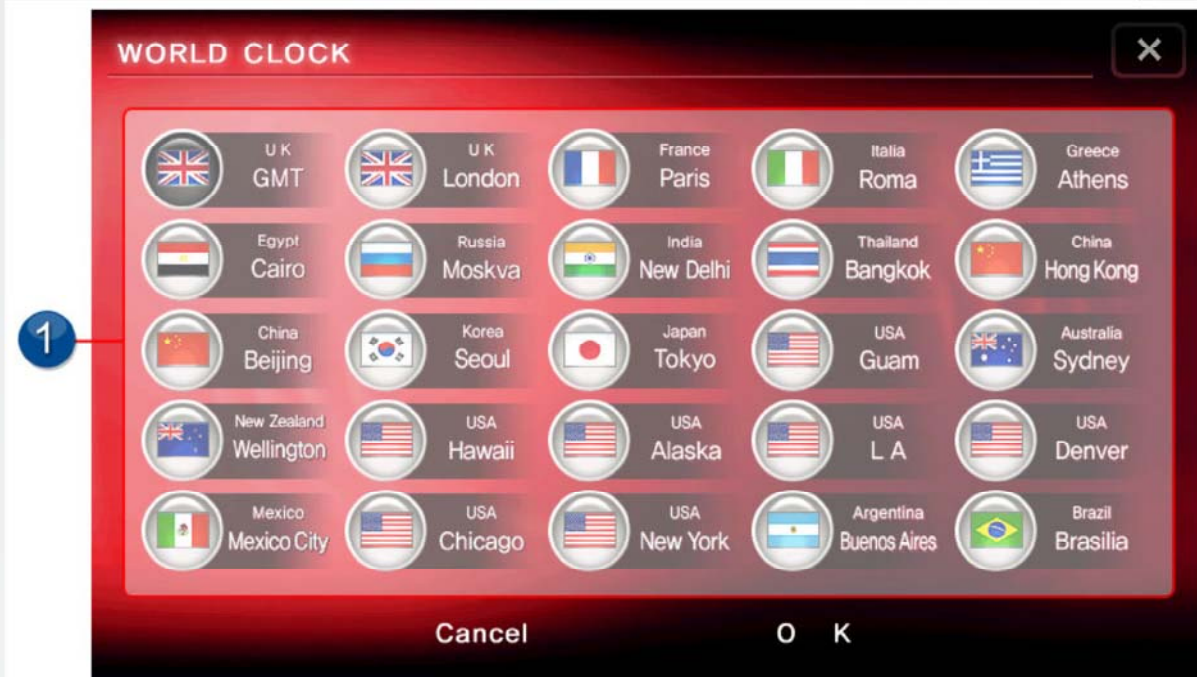 WORLD CLOCK
U K
GMT
U K
London
France
Paris
Italia
Roma
Greece
Athens
Egypt
Cairo
Russia
Moskva
India
New Delhi
Thailand
Bangkok
China
Hong Kong
1
China
Beijing
Korea
Seoul
Japan
Tokyo
USA
Guam
Australia
Sydney
New Zealand
Wellington
USA
Hawaii
USA
Alaska
USA
L A
USA
Denver
Mexico
Mexico City
USA
Chicago
USA
New York
Argentina
Buenos Aires
Brazil
Brasilia
Cancel
O K